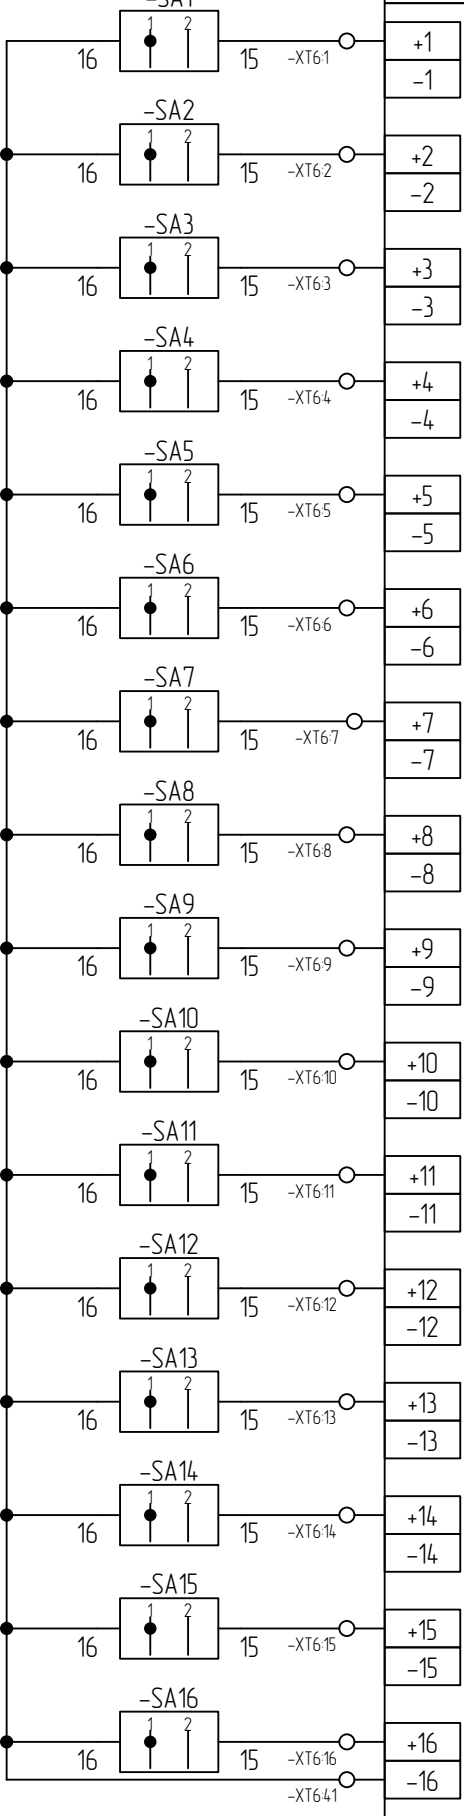 -SA1
1 2
16 15 -XT6:1 +1
-1
-SA2
1 2
16 15 -XT6:2 +2
-2
-SA3
1 2
16 15 -XT6:3 +3
-3
-SA4
1 2
16 15 -XT6:4 +4
-4
-SA5
1 2
16 15 -XT6:5 +5
-5
-SA6
1 2
16 15 -XT6:6 +6
-6
-SA7
1 2
16 15 -XT6:7 +7
-7
-SA8
1 2
16 15 -XT6:8 +8
-8
-SA9
1 2
16 15 -XT6:9 +9
-9
-SA10
1 2
16 15 -XT6:10 +10
-10
-SA11
1 2
16 15 -XT6:11 +11
-11
-SA12
1 2
16 15 -XT6:12 +12
-12
-SA13
1 2
16 15 -XT6:13 +13
-13
-SA14
1 2
16 15 -XT6:14 +14
-14
-SA15
1 2
16 15 -XT6:15 +15
-15
-SA16
1 2
16 15 -XT6:16 +16
-XT6:41 -16